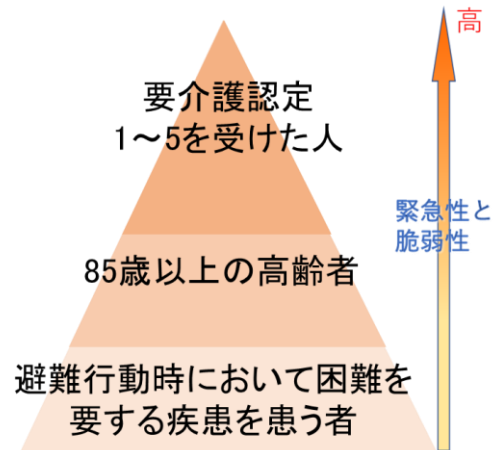 高
要介護認定
1～5を受けた人
緊急性と
脆弱性
85歳以上の高齢者
避難行動時において困難を
要する疾患を患う者